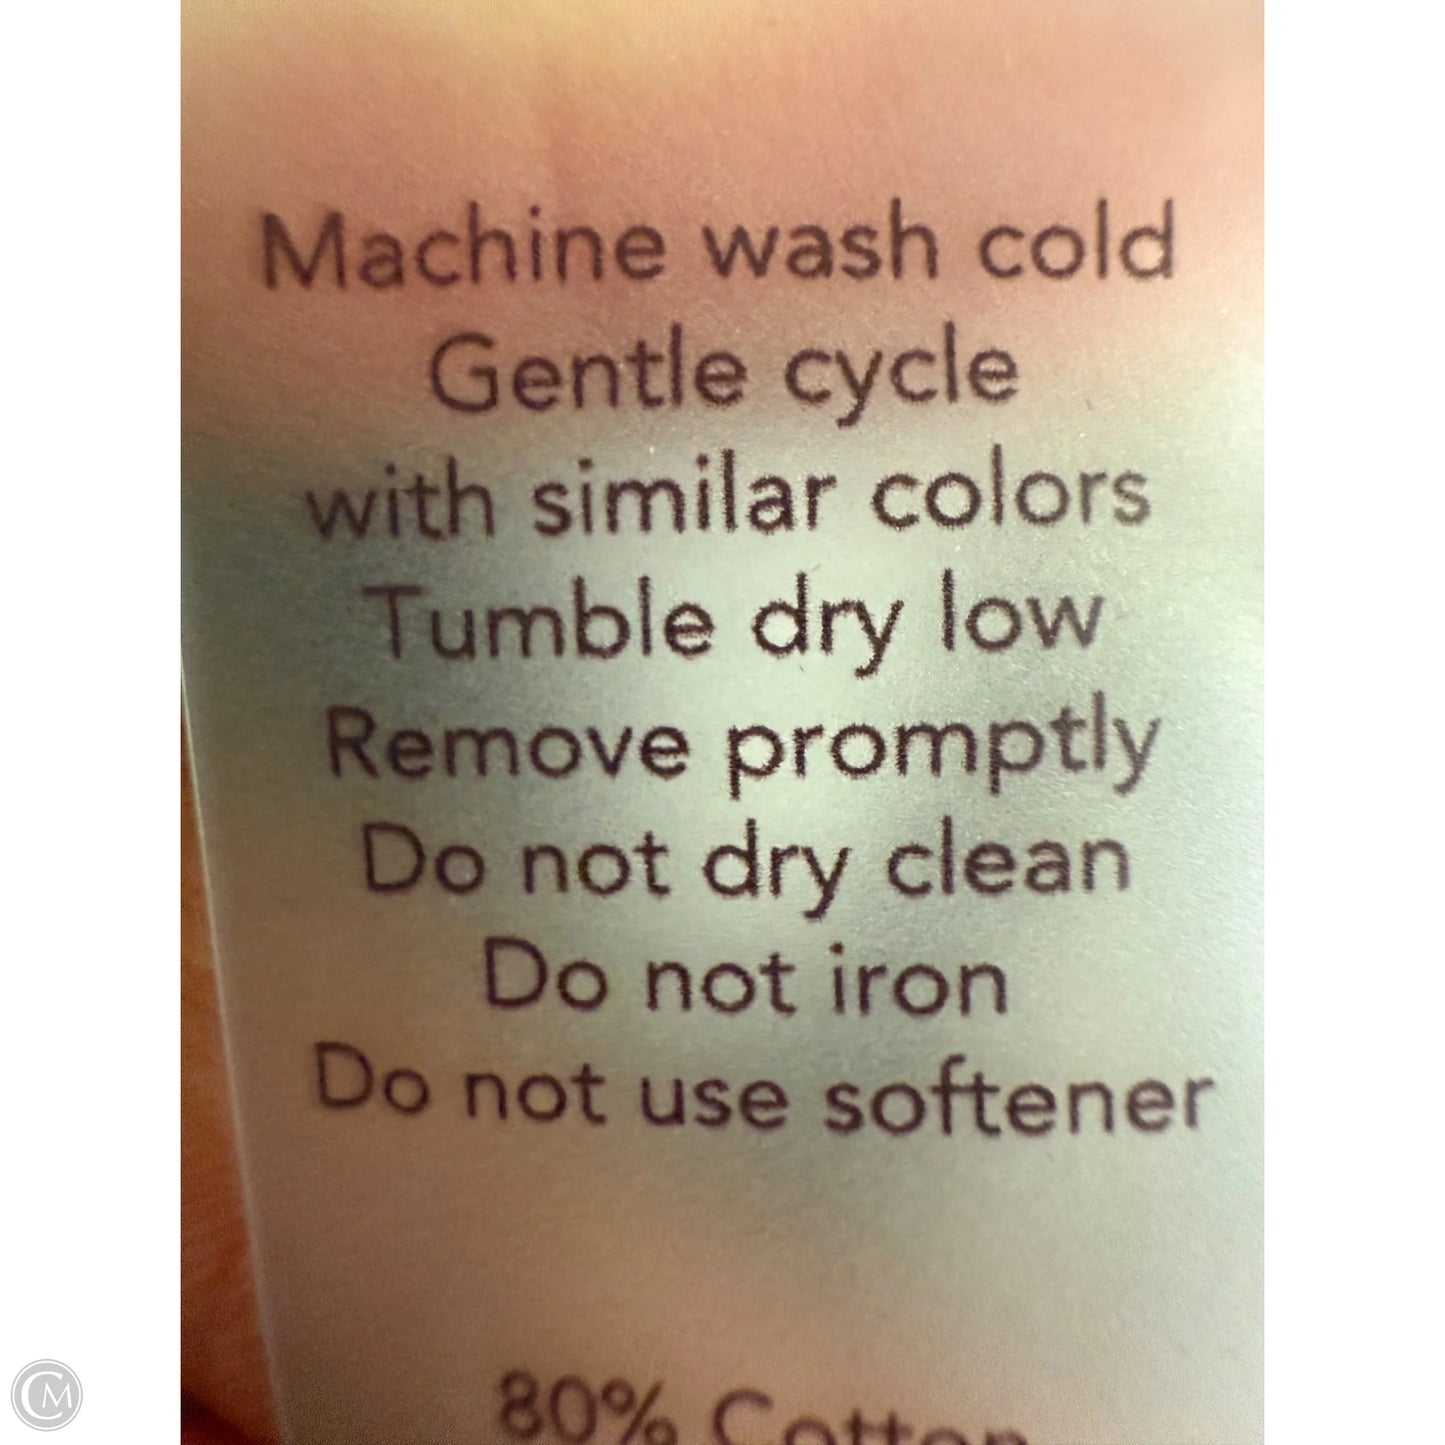 Machine wash cold
Gentle cycle
with similar colors
Tumble dry low
Remove promptly
Do not dry clean
Do not iron
Do not use softener
80% Cotton
CM